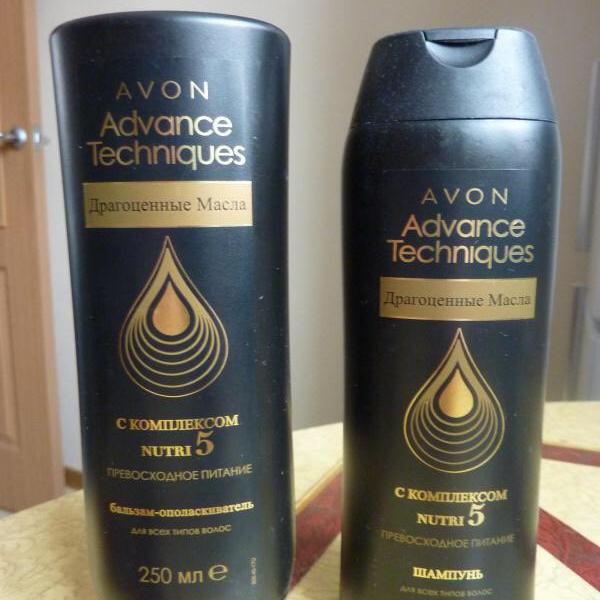 AVON
Advance
Techniques
Драгоценные Масла
С КОМПЛЕКСОМ
NUTRI 5
ПРЕВОСХОДНОЕ ПИТАНИЕ
бальзам-ополаскиватель
ДЛЯ ВСЕХ ТИПОВ ВОЛОС
250 МЛ e
AVON
Advance
Techniques
Драгоценные Масла
С КОМПЛЕКСОМ
NUTRI 5
ПРЕВОСХОДНОЕ ПИТАНИЕ
ШАМПУНЬ
ДЛЯ ВСЕХ ТИПОВ ВОЛОС